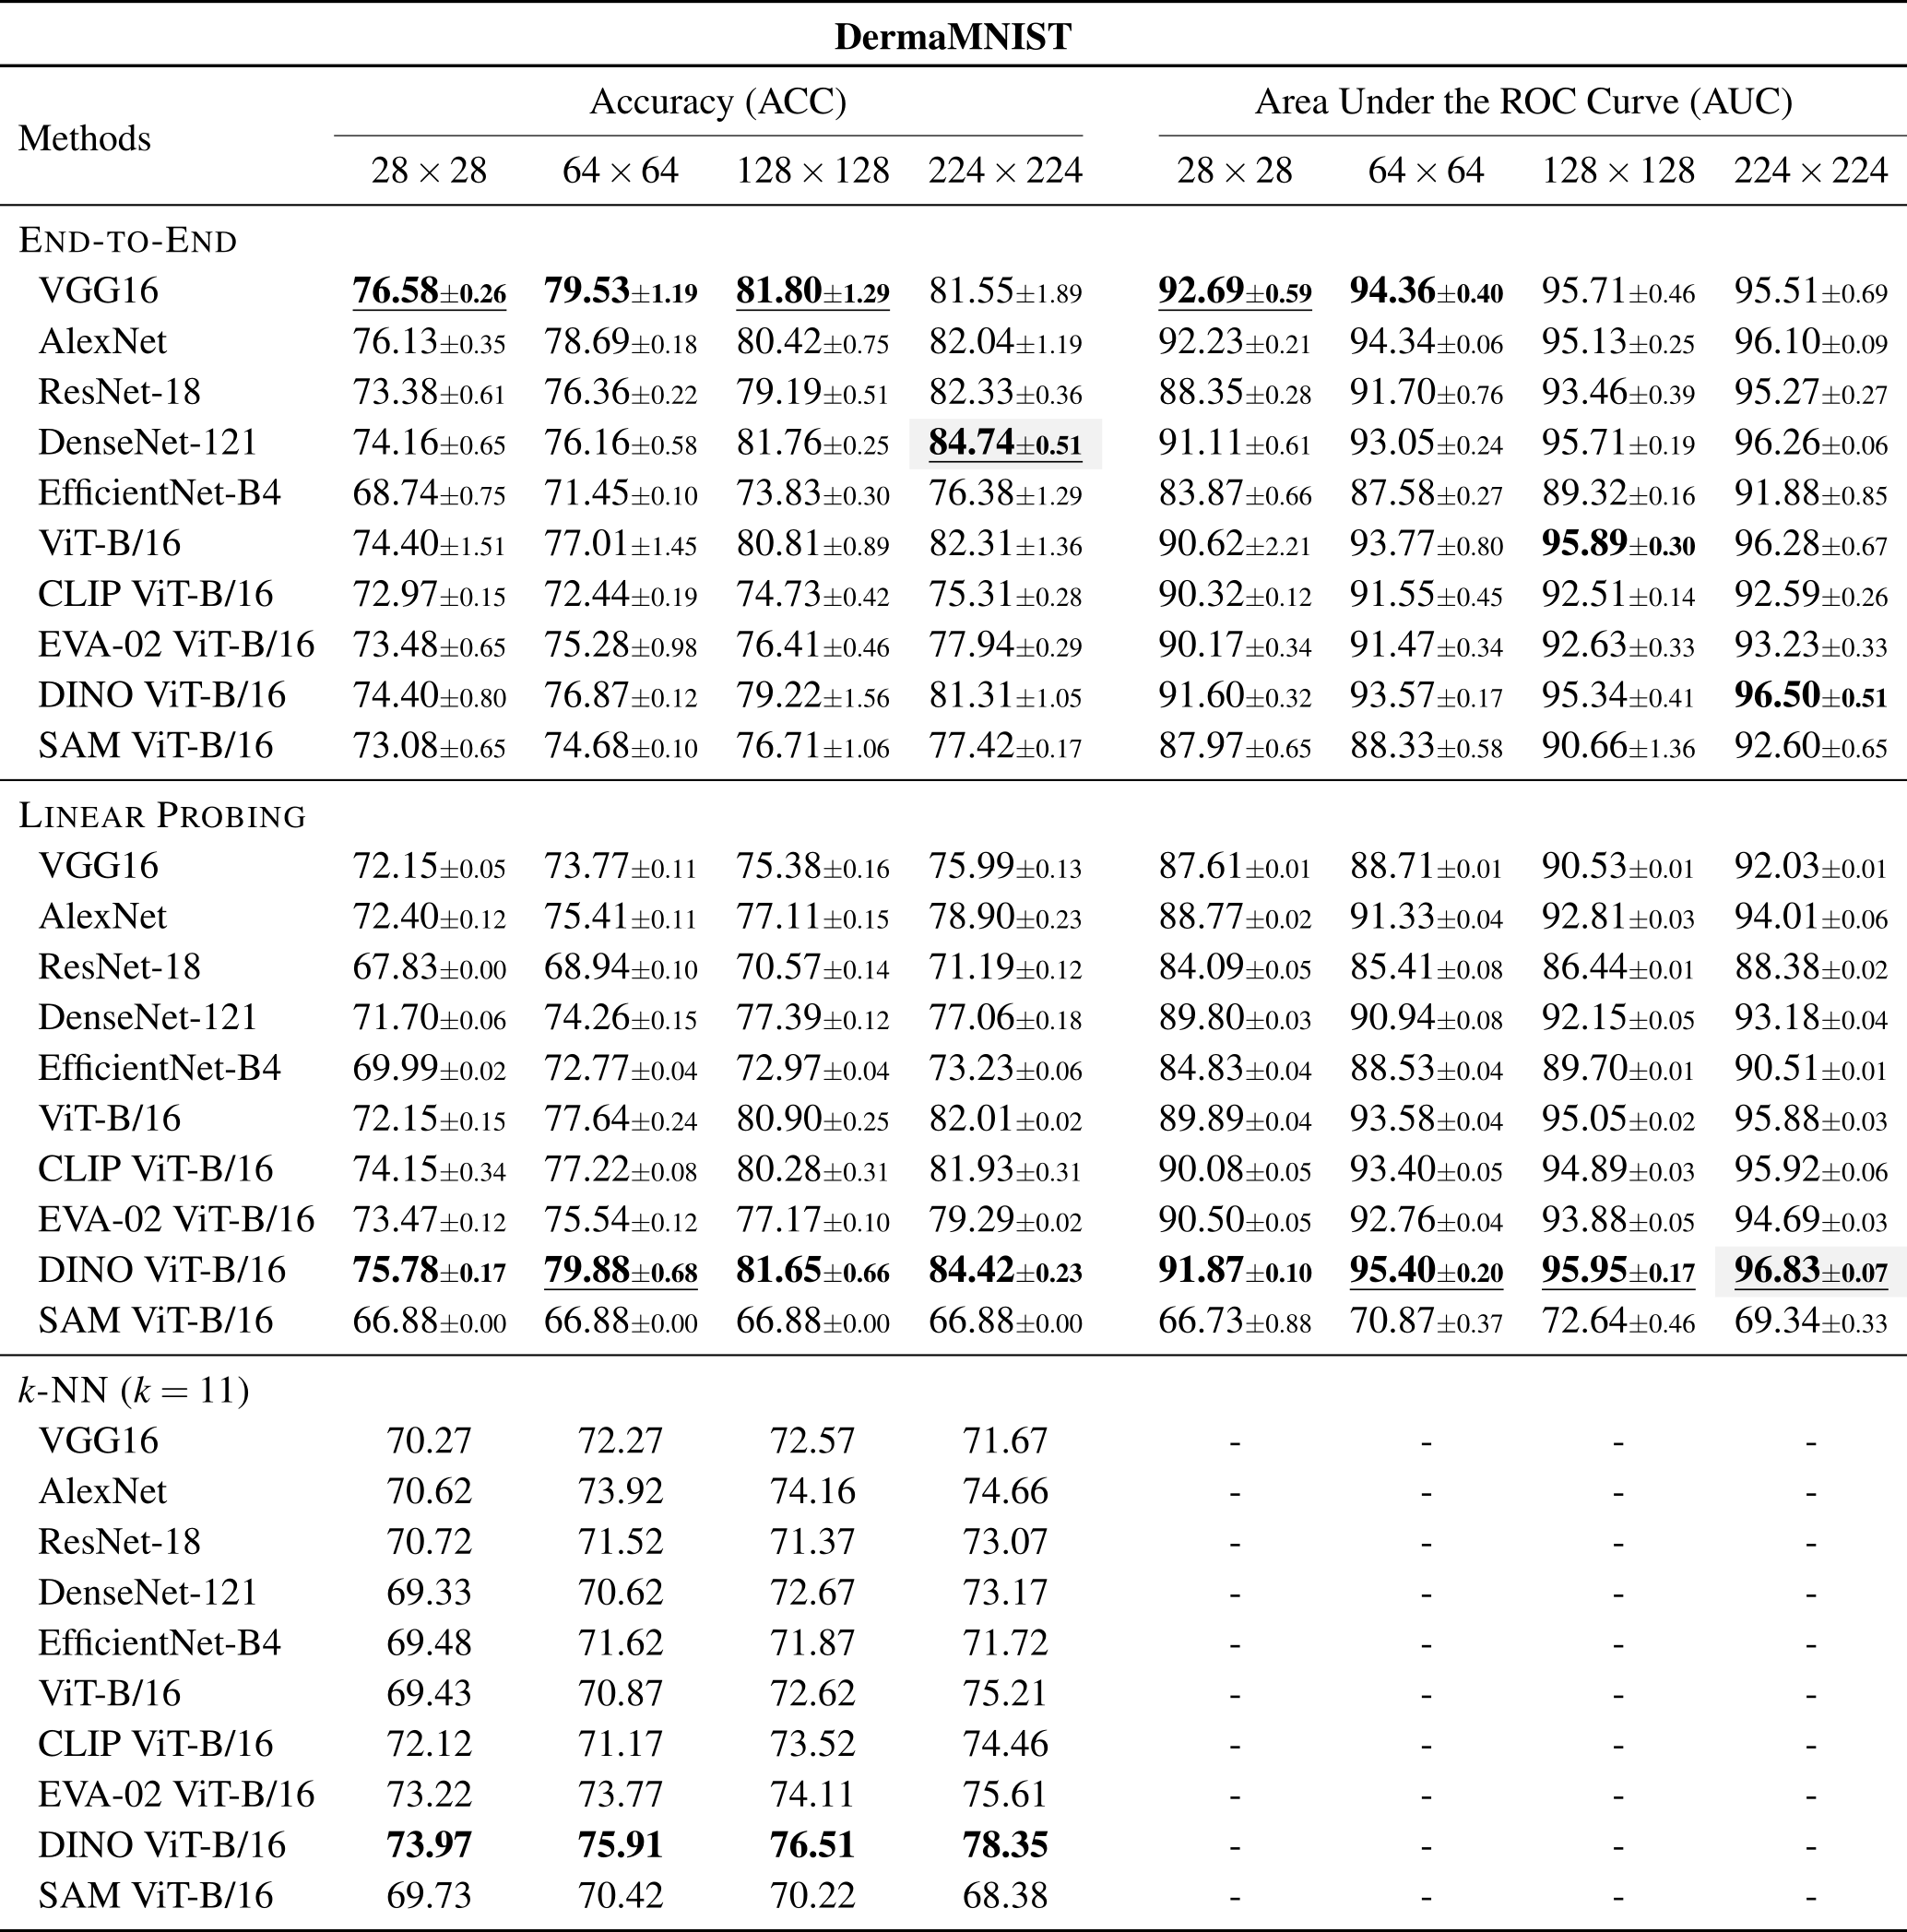 DermaMNIST
Methods Accuracy (ACC) Area Under the ROC Curve (AUC)
28 × 28 64 × 64 128 × 128 224 × 224 28 × 28 64 × 64 128 × 128 224 × 224
END-TO-END
VGG16 76.58±0.26 79.53±1.19 81.80±1.29 81.55±1.89 92.69±0.59 94.36±0.40 95.71±0.46 95.51±0.69
AlexNet 76.13±0.35 78.69±0.18 80.42±0.75 82.04±1.19 92.23±0.21 94.34±0.06 95.13±0.25 96.10±0.09
ResNet-18 73.38±0.61 76.36±0.22 79.19±0.51 82.33±0.36 88.35±0.28 91.70±0.76 93.46±0.39 95.27±0.27
DenseNet-121 74.16±0.65 76.16±0.58 81.76±0.25 84.74±0.51 91.11±0.61 93.05±0.24 95.71±0.19 96.26±0.06
EfficientNet-B4 68.74±0.75 71.45±0.10 73.83±0.30 76.38±1.29 83.87±0.66 87.58±0.27 89.32±0.16 91.88±0.85
ViT-B/16 74.40±1.51 77.01±1.45 80.81±0.89 82.31±1.36 90.62±2.21 93.77±0.80 95.89±0.30 96.28±0.67
CLIP ViT-B/16 72.97±0.15 72.44±0.19 74.73±0.42 75.31±0.28 90.32±0.12 91.55±0.45 92.51±0.14 92.59±0.26
EVA-02 ViT-B/16 73.48±0.65 75.28±0.98 76.41±0.46 77.94±0.29 90.17±0.34 91.47±0.34 92.63±0.33 93.23±0.33
DINO ViT-B/16 74.40±0.80 76.87±0.12 79.22±1.56 81.31±1.05 91.60±0.32 93.57±0.17 95.34±0.41 96.50±0.51
SAM ViT-B/16 73.08±0.65 74.68±0.10 76.71±1.06 77.42±0.17 87.97±0.65 88.33±0.58 90.66±1.36 92.60±0.65
LINEAR PROBING
VGG16 72.15±0.05 73.77±0.11 75.38±0.16 75.99±0.13 87.61±0.01 88.71±0.01 90.53±0.01 92.03±0.01
AlexNet 72.40±0.12 75.41±0.11 77.11±0.15 78.90±0.23 88.77±0.02 91.33±0.04 92.81±0.03 94.01±0.06
ResNet-18 67.83±0.00 68.94±0.10 70.57±0.14 71.19±0.12 84.09±0.05 85.41±0.08 86.44±0.01 88.38±0.02
DenseNet-121 71.70±0.06 74.26±0.15 77.39±0.12 77.06±0.18 89.80±0.03 90.94±0.08 92.15±0.05 93.18±0.04
EfficientNet-B4 69.99±0.02 72.77±0.04 72.97±0.04 73.23±0.06 84.83±0.04 88.53±0.04 89.70±0.01 90.51±0.01
ViT-B/16 72.15±0.15 77.64±0.24 80.90±0.25 82.01±0.02 89.89±0.04 93.58±0.04 95.05±0.02 95.88±0.03
CLIP ViT-B/16 74.15±0.34 77.22±0.08 80.28±0.31 81.93±0.31 90.08±0.05 93.40±0.05 94.89±0.03 95.92±0.06
EVA-02 ViT-B/16 73.47±0.12 75.54±0.12 77.17±0.10 79.29±0.02 90.50±0.05 92.76±0.04 93.88±0.05 94.69±0.03
DINO ViT-B/16 75.78±0.17 79.88±0.68 81.65±0.66 84.42±0.23 91.87±0.10 95.40±0.20 95.95±0.17 96.83±0.07
SAM ViT-B/16 66.88±0.00 66.88±0.00 66.88±0.00 66.88±0.00 66.73±0.88 70.87±0.37 72.64±0.46 69.34±0.33
k-NN (k = 11)
VGG16 70.27 72.27 72.57 71.67 - - - -
AlexNet 70.62 73.92 74.16 74.66 - - - -
ResNet-18 70.72 71.52 71.37 73.07 - - - -
DenseNet-121 69.33 70.62 72.67 73.17 - - - -
EfficientNet-B4 69.48 71.62 71.87 71.72 - - - -
ViT-B/16 69.43 70.87 72.62 75.21 - - - -
CLIP ViT-B/16 72.12 71.17 73.52 74.46 - - - -
EVA-02 ViT-B/16 73.22 73.77 74.11 75.61 - - - -
DINO ViT-B/16 73.97 75.91 76.51 78.35 - - - -
SAM ViT-B/16 69.73 70.42 70.22 68.38 - - - -